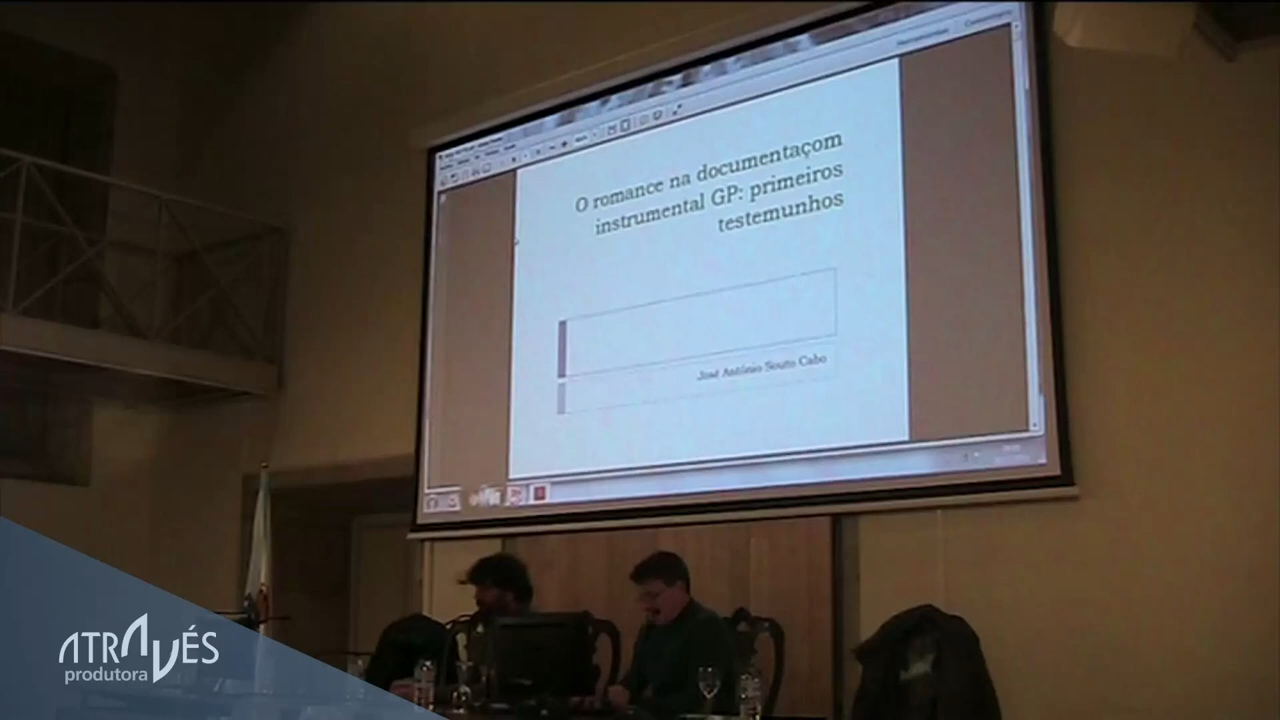 O romance na documentaçom
instrumental GP: primeiros
testemunhos
José António Souto Cabo
ATRAVÉS
produtora